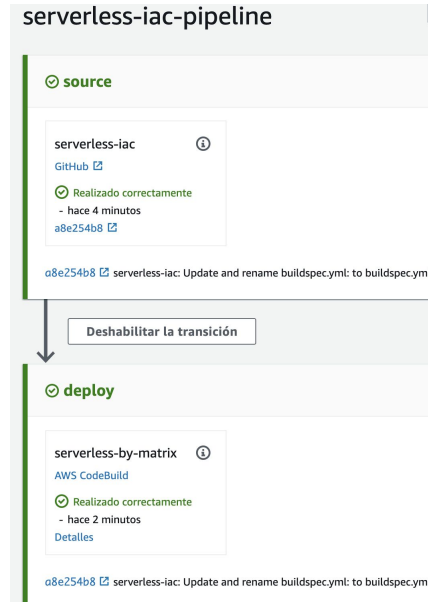 serverless-iac-pipeline
source
serverless-iac
GitHub
Realizado correctamente
- hace 4 minutos
a8e254b8
a8e254b8 serverless-iac: Update and rename buildspec.yml: to buildspec.ym
Deshabilitar la transición
deploy
serverless-by-matrix
AWS CodeBuild
Realizado correctamente
- hace 2 minutos
Detalles
a8e254b8 serverless-iac: Update and rename buildspec.yml: to buildspec.ym